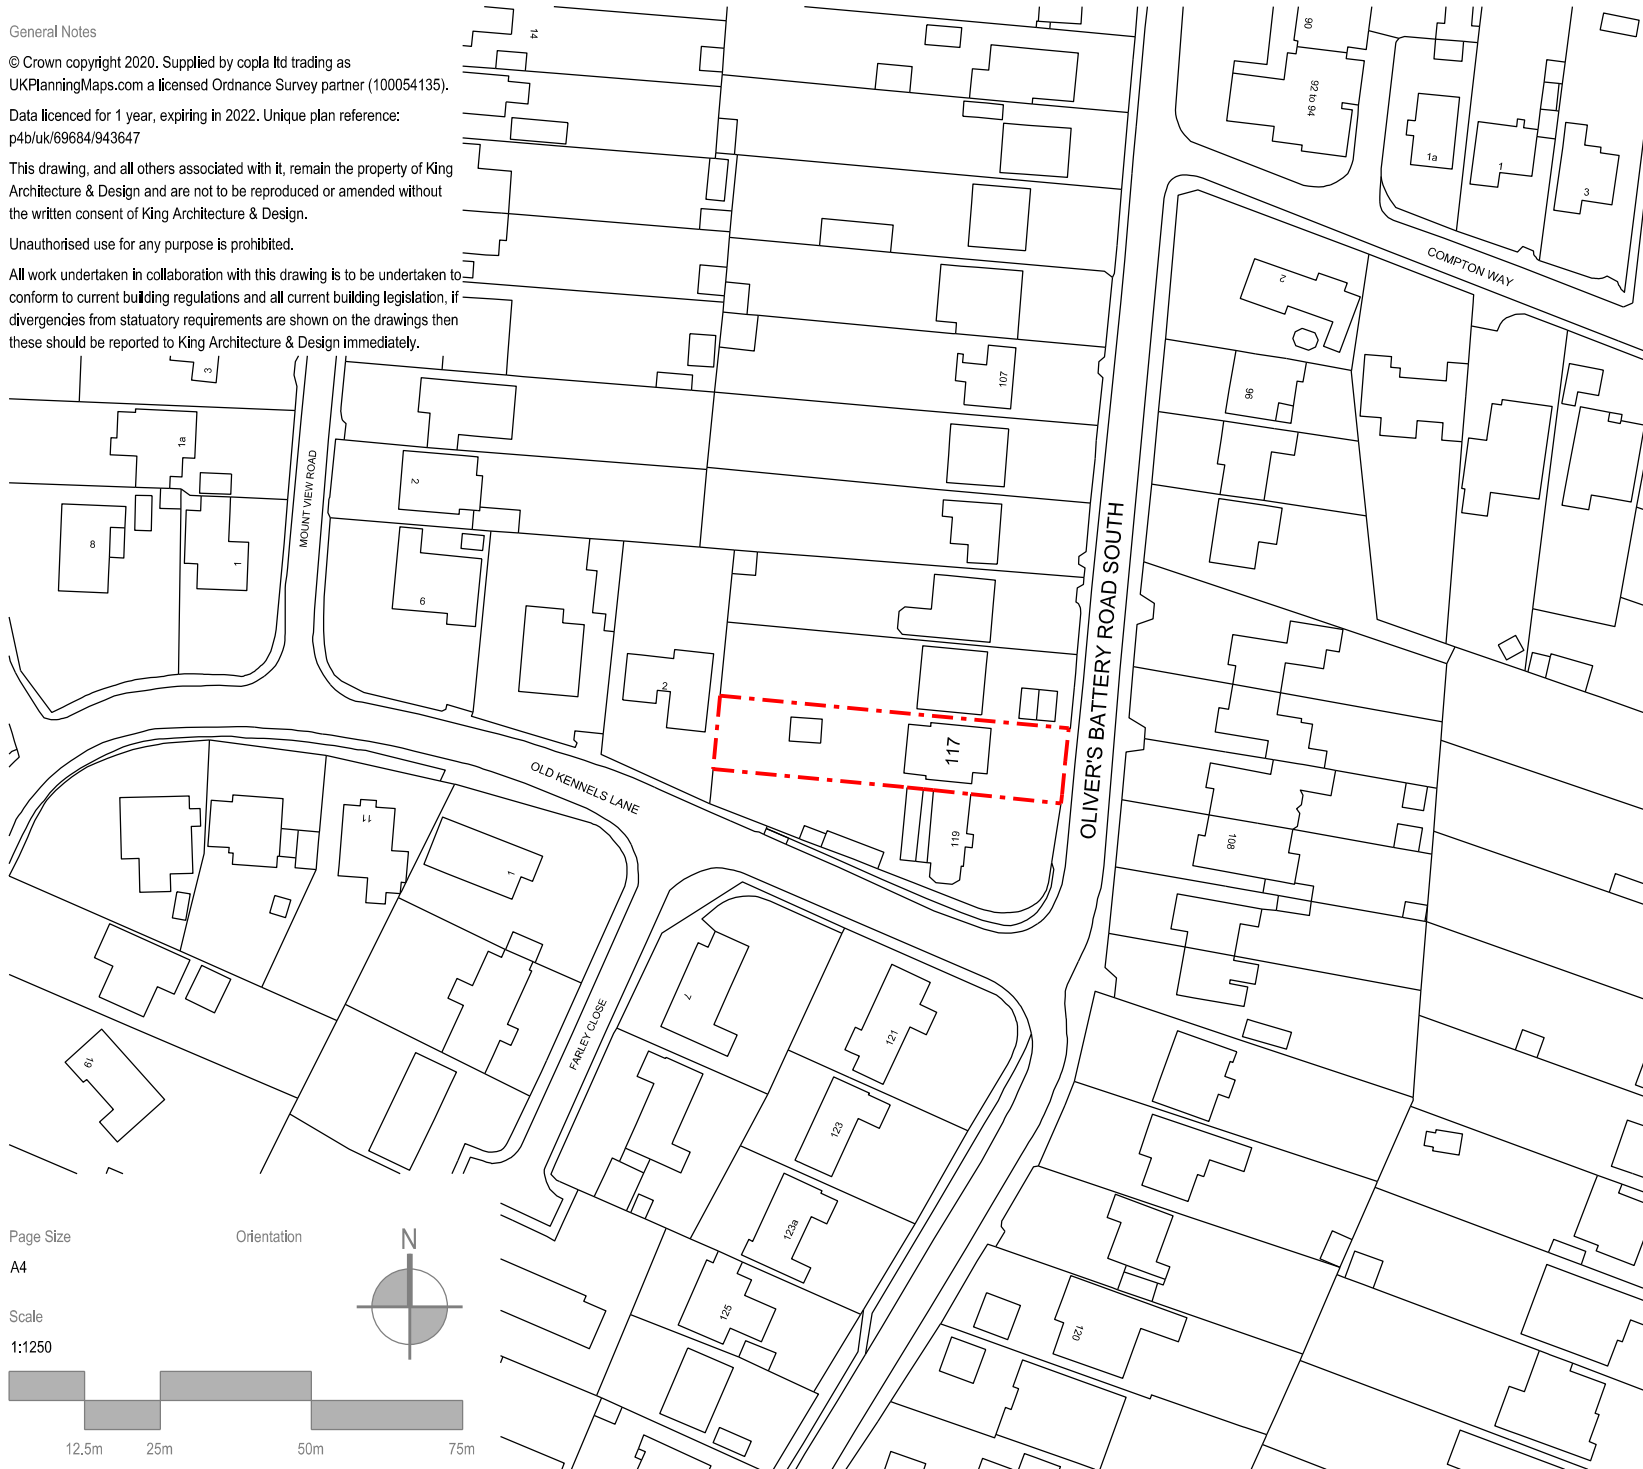 General Notes
© Crown copyright 2020. Supplied by copla ltd trading as
UKPlanningMaps.com a licensed Ordnance Survey partner (100054135).
Data licenced for 1 year, expiring in 2022. Unique plan reference:
p4b/uk/69684/943647
This drawing, and all others associated with it, remain the property of King
Architecture & Design and are not to be reproduced or amended without
the written consent of King Architecture & Design.
Unauthorised use for any purpose is prohibited.
All work undertaken in collaboration with this drawing is to be undertaken to
conform to current building regulations and all current building legislation, if
divergencies from statuatory requirements are shown on the drawings then
these should be reported to King Architecture & Design immediately.
14
90
92 to 94
1a
1
3
COMPTON WAY
2
107
96
3
1a
MOUNT VIEW ROAD
2
8
1
6
OLIVER'S BATTERY ROAD SOUTH
2
117
OLD KENNELS LANE
119
108
11
1
7
121
FARLEY CLOSE
19
123
123a
125
120
Page Size
Orientation
N
A4
Scale
1:1250
12.5m
25m
50m
75m